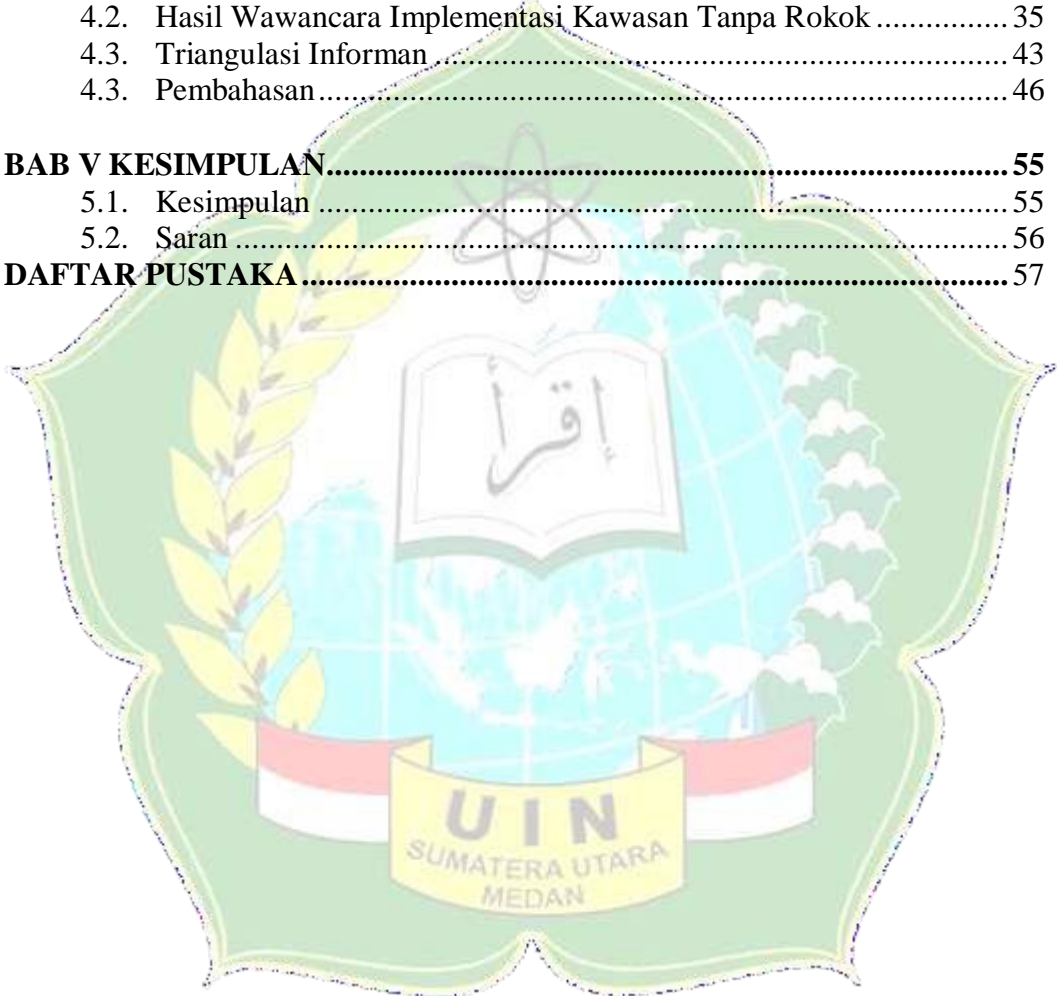 4.2. Hasil Wawancara Implementasi Kawasan Tanpa Rokok ............... 35
4.3. Triangulasi Informan ................................................................. 43
4.3. Pembahasan ................................................................................ 46
BAB V KESIMPULAN ........................................................................ 55
5.1. Kesimpulan ................................................................................ 55
5.2. Saran .......................................................................................... 56
DAFTAR PUSTAKA ........................................................................... 57
إقرأ
UIN
SUMATERA UTARA
MEDAN